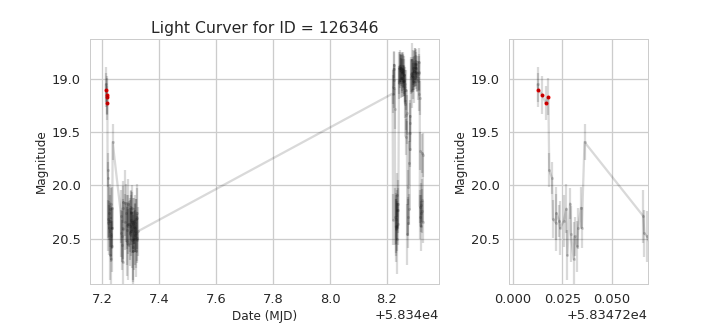 Light Curver for ID = 126346
Magnitude
19.0
19.5
20.0
20.5
7.2 7.4 7.6 7.8 8.0 8.2
Date (MJD)
+5.834e4
Magnitude
19.0
19.5
20.0
20.5
0.000 0.025 0.050
+5.83472e4